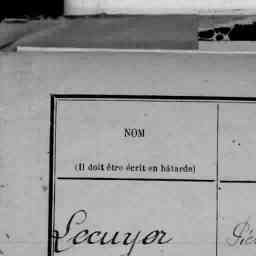 NOM
(Il doit être écrit en bâtarde)
Lecuyer